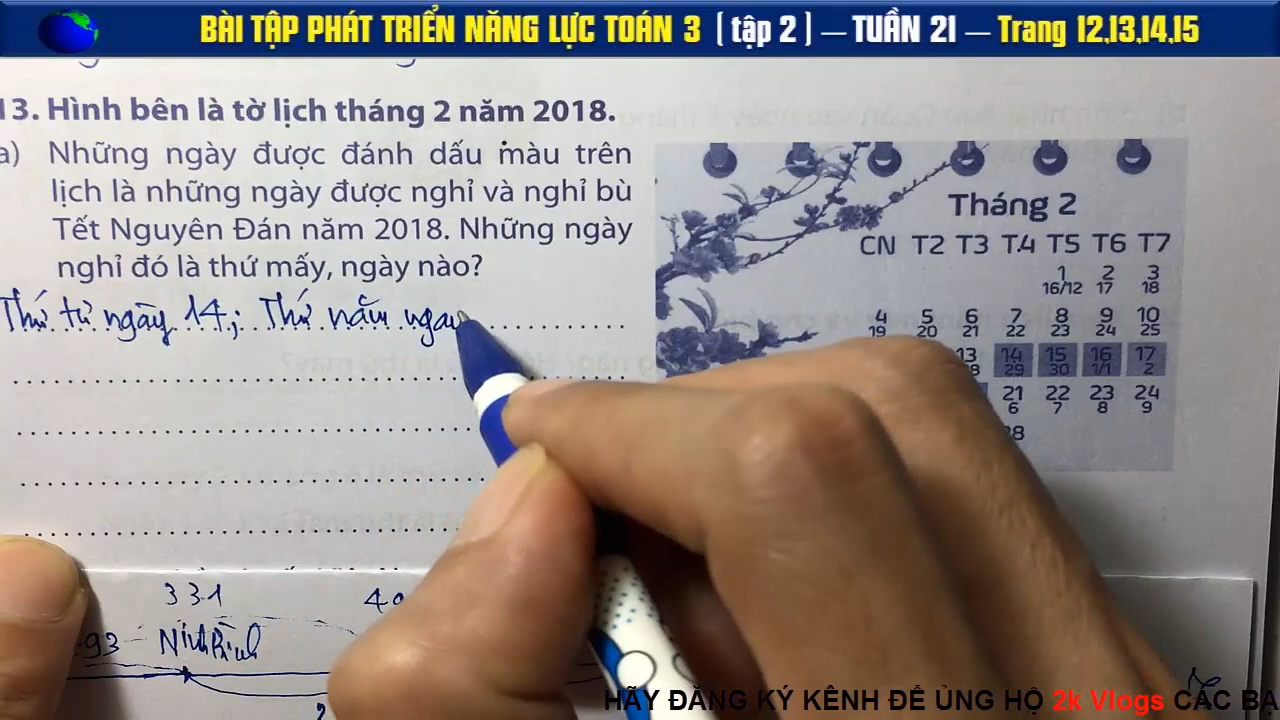 BÀI TẬP PHÁT TRIỂN NĂNG LỰC TOÁN 3 ( tập 2 ) – TUẦN 21 – Trang 12,13,14,15
13. Hình bên là tờ lịch tháng 2 năm 2018.
a) Những ngày được đánh dấu màu trên
lịch là những ngày được nghỉ và nghỉ bù
Tết Nguyên Đán năm 2018. Những ngày
nghỉ đó là thứ mấy, ngày nào?
Thứ tư ngày 14; Thứ năm ngay
Tháng 2
CN T2 T3 T4 T5 T6 T7
1 2 3
16/12 17 18
4 5 6 7 8 9 10
19 20 21 22 23 24 25
13 14 15 16 17
29 30 1/1 2
21 22 23 24
6 7 8 9
331
93 Ninh Bình
HÃY ĐĂNG KÝ KÊNH ĐỂ ỦNG HỘ 2k Vlogs CÁC BẠ